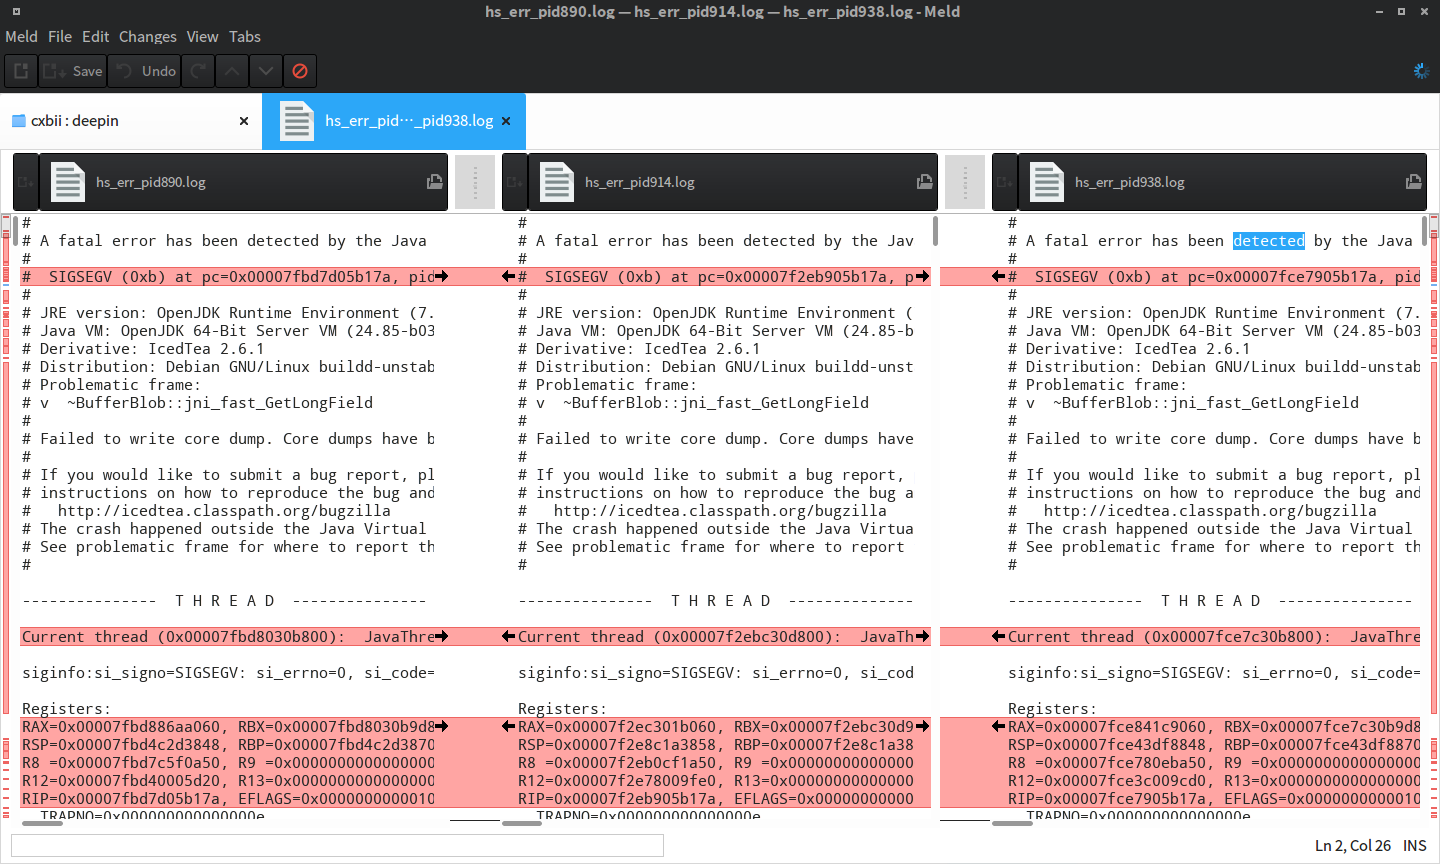 hs_err_pid890.log — hs_err_pid914.log — hs_err_pid938.log - Meld
Meld File Edit Changes View Tabs
Save Undo
cxbii : deepin
hs_err_pid···_pid938.log
hs_err_pid890.log
hs_err_pid914.log
hs_err_pid938.log
#
# A fatal error has been detected by the Java
#
#  SIGSEGV (0xb) at pc=0x00007fbd7d05b17a, pid
#
# JRE version: OpenJDK Runtime Environment (7.
# Java VM: OpenJDK 64-Bit Server VM (24.85-b03
# Derivative: IcedTea 2.6.1
# Distribution: Debian GNU/Linux buildd-unstab
# Problematic frame:
# v  ~BufferBlob::jni_fast_GetLongField
#
# Failed to write core dump. Core dumps have b
#
# If you would like to submit a bug report, pl
# instructions on how to reproduce the bug and
#   http://icedtea.classpath.org/bugzilla
# The crash happened outside the Java Virtual
# See problematic frame for where to report th
#
---------------  T H R E A D  ---------------
Current thread (0x00007fbd8030b800):  JavaThre
siginfo:si_signo=SIGSEGV: si_errno=0, si_code=
Registers:
RAX=0x00007fbd886aa060, RBX=0x00007fbd8030b9d8
RSP=0x00007fbd4c2d3848, RBP=0x00007fbd4c2d3870
R8 =0x00007fbd7c5f0a50, R9 =0x0000000000000000
R12=0x00007fbd40005d20, R13=0x0000000000000000
RIP=0x00007fbd7d05b17a, EFLAGS=0x0000000000010
TRAPNO=0x000000000000000e
#
# A fatal error has been detected by the Jav
#
#  SIGSEGV (0xb) at pc=0x00007f2eb905b17a, p
#
# JRE version: OpenJDK Runtime Environment (
# Java VM: OpenJDK 64-Bit Server VM (24.85-b
# Derivative: IcedTea 2.6.1
# Distribution: Debian GNU/Linux buildd-unst
# Problematic frame:
# v  ~BufferBlob::jni_fast_GetLongField
#
# Failed to write core dump. Core dumps have
#
# If you would like to submit a bug report,
# instructions on how to reproduce the bug a
#   http://icedtea.classpath.org/bugzilla
# The crash happened outside the Java Virtua
# See problematic frame for where to report
#
---------------  T H R E A D  --------------
Current thread (0x00007f2ebc30d800):  JavaTh
siginfo:si_signo=SIGSEGV: si_errno=0, si_cod
Registers:
RAX=0x00007f2ec301b060, RBX=0x00007f2ebc30d9
RSP=0x00007f2e8c1a3858, RBP=0x00007f2e8c1a38
R8 =0x00007f2eb0cf1a50, R9 =0x00000000000000
R12=0x00007f2e78009fe0, R13=0x00000000000000
RIP=0x00007f2eb905b17a, EFLAGS=0x00000000000
TRAPNO=0x000000000000000e
#
# A fatal error has been detected by the Java
#
#  SIGSEGV (0xb) at pc=0x00007fce7905b17a, pid
#
# JRE version: OpenJDK Runtime Environment (7.
# Java VM: OpenJDK 64-Bit Server VM (24.85-b03
# Derivative: IcedTea 2.6.1
# Distribution: Debian GNU/Linux buildd-unstab
# Problematic frame:
# v  ~BufferBlob::jni_fast_GetLongField
#
# Failed to write core dump. Core dumps have b
#
# If you would like to submit a bug report, pl
# instructions on how to reproduce the bug and
#   http://icedtea.classpath.org/bugzilla
# The crash happened outside the Java Virtual
# See problematic frame for where to report th
#
---------------  T H R E A D  ---------------
Current thread (0x00007fce7c30b800):  JavaThre
siginfo:si_signo=SIGSEGV: si_errno=0, si_code=
Registers:
RAX=0x00007fce841c9060, RBX=0x00007fce7c30b9d8
RSP=0x00007fce43df8848, RBP=0x00007fce43df8870
R8 =0x00007fce780eba50, R9 =0x0000000000000000
R12=0x00007fce3c009cd0, R13=0x0000000000000000
RIP=0x00007fce7905b17a, EFLAGS=0x0000000000010
TRAPNO=0x000000000000000e
Ln 2, Col 26 INS